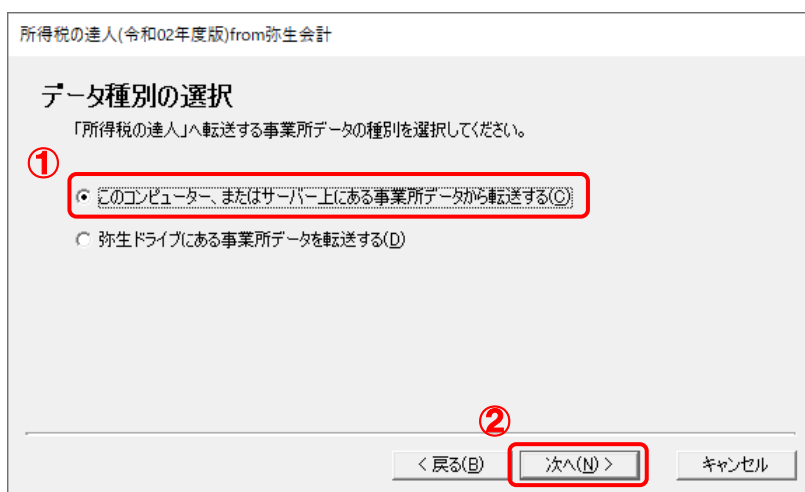 所得税の達人(令和02年度版)from弥生会計
データ種別の選択
「所得税の達人」へ転送する事業所データの種別を選択してください。
①
このコンピューター、またはサーバー上にある事業所データから転送する(C)
弥生ドライブにある事業所データを転送する(D)
②
< 戻る(B) 次へ(N) > キャンセル